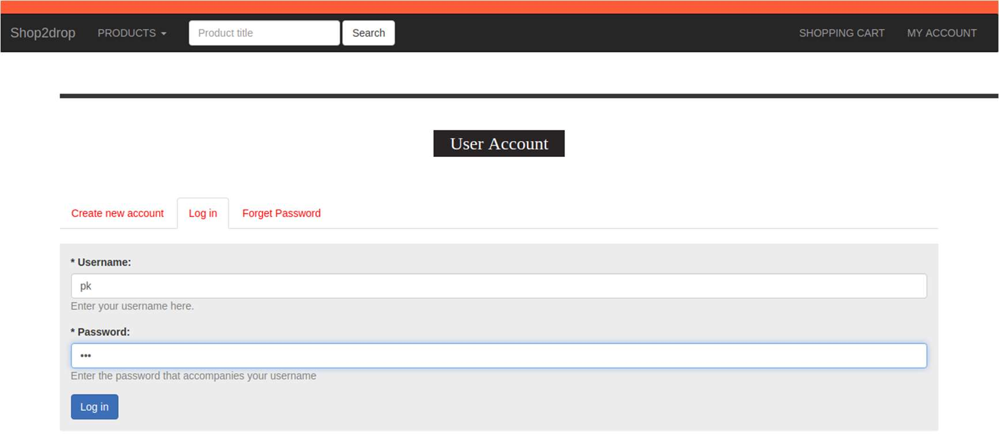 Shop2drop PRODUCTS Product title Search SHOPPING CART MY ACCOUNT
User Account
Create new account Log in Forget Password
* Username:
pk
Enter your username here.
* Password:
•••
Enter the password that accompanies your username
Log in